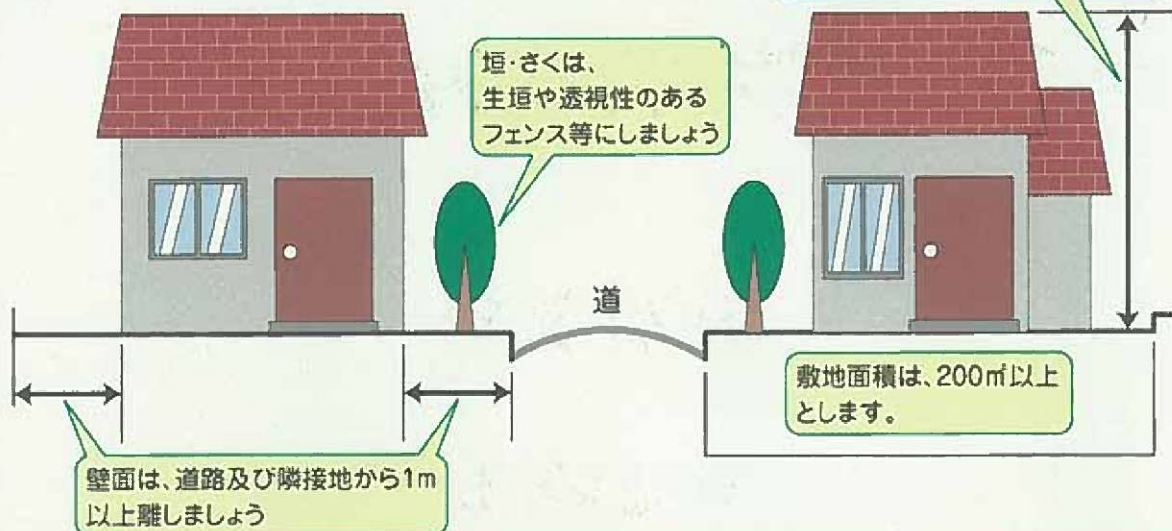 垣・さくは、
生垣や透視性のある
フェンス等にしましょう
道
敷地面積は、200㎡以上
とします。
壁面は、道路及び隣接地から1m
以上離しましょう